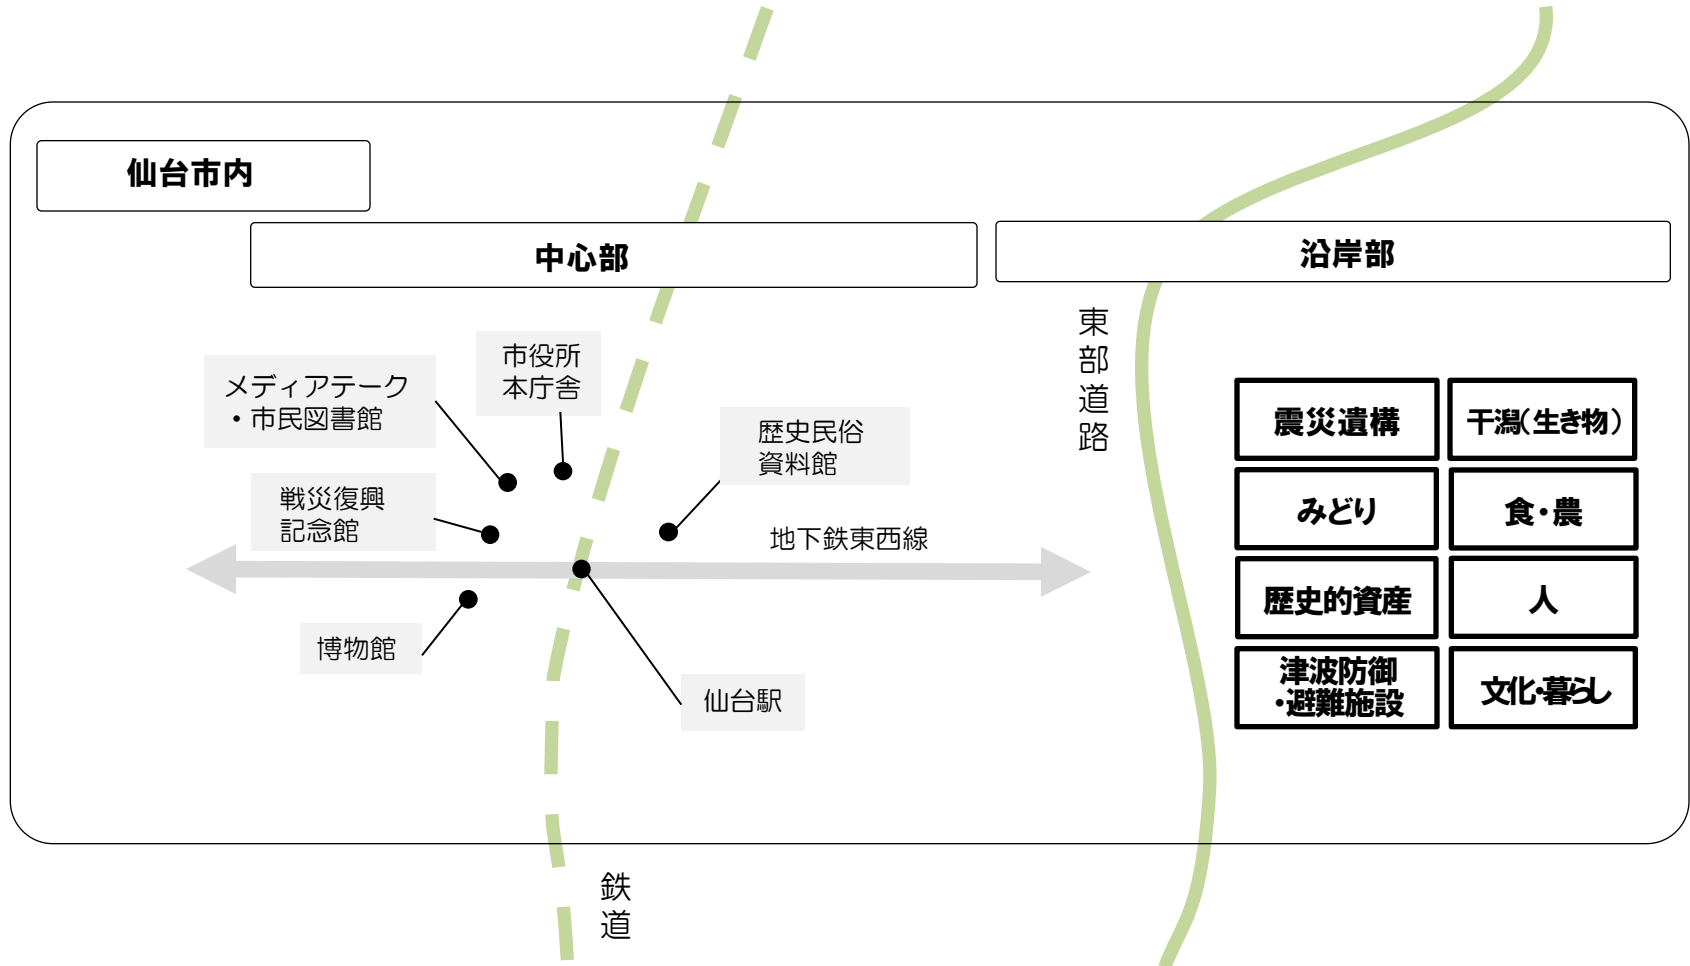 仙台市内
中心部
沿岸部
東部道路
市役所
本庁舎
メディアテーク
・市民図書館
歴史民俗
資料館
戦災復興
記念館
地下鉄東西線
博物館
仙台駅
震災遺構
干潟(生き物)
みどり
食・農
歴史的資産
人
津波防御
・避難施設
文化・暮らし
鉄道